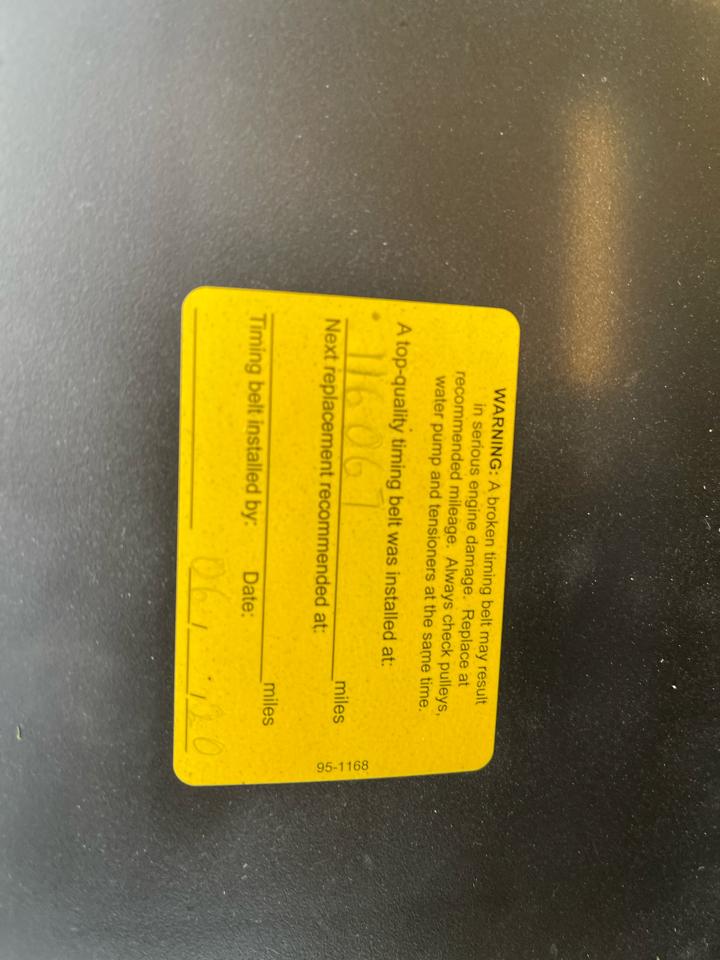 WARNING: A broken timing belt may result
in serious engine damage. Replace at
recommended mileage. Always check pulleys,
water pump and tensioners at the same time.
A top-quality timing belt was installed at:
116067 miles
Next replacement recommended at:
miles
Timing belt installed by: Date:
95-1168